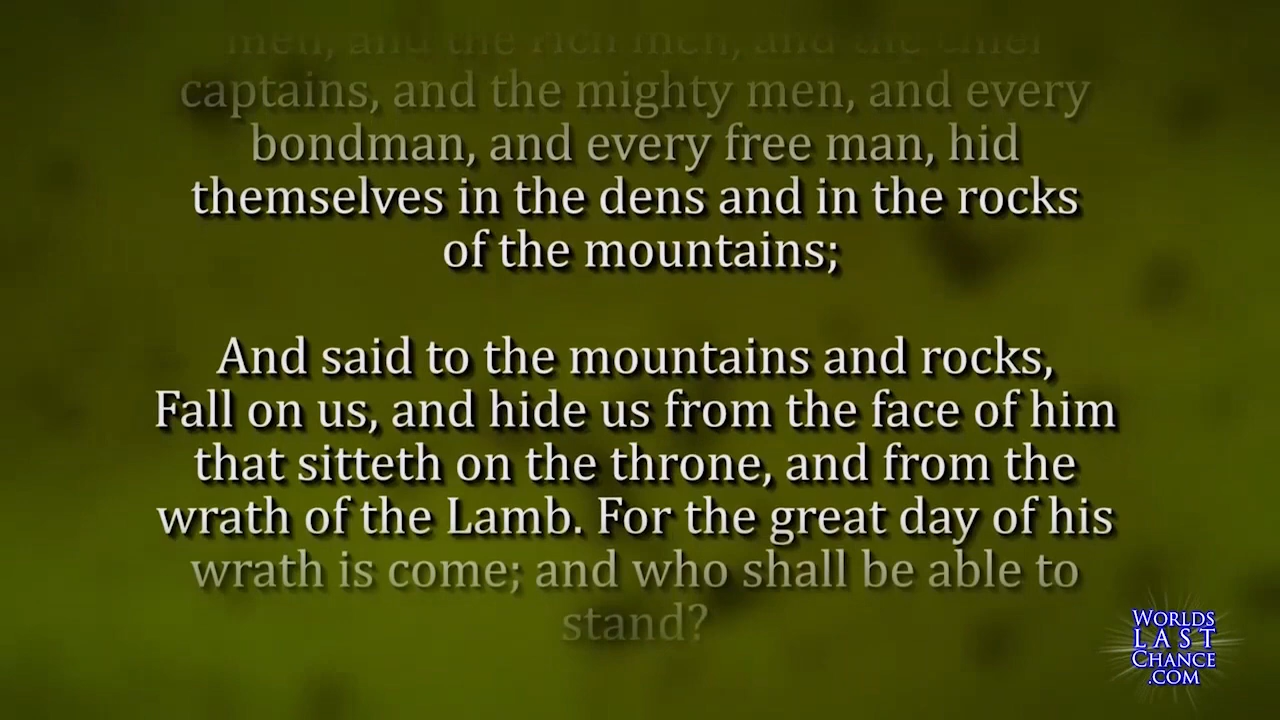 men, and the rich men, and the chief
captains, and the mighty men, and every
bondman, and every free man, hid
themselves in the dens and in the rocks
of the mountains;
And said to the mountains and rocks,
Fall on us, and hide us from the face of him
that sitteth on the throne, and from the
wrath of the Lamb. For the great day of his
wrath is come; and who shall be able to
stand?
WORLDS
LAST
CHANCE
.COM